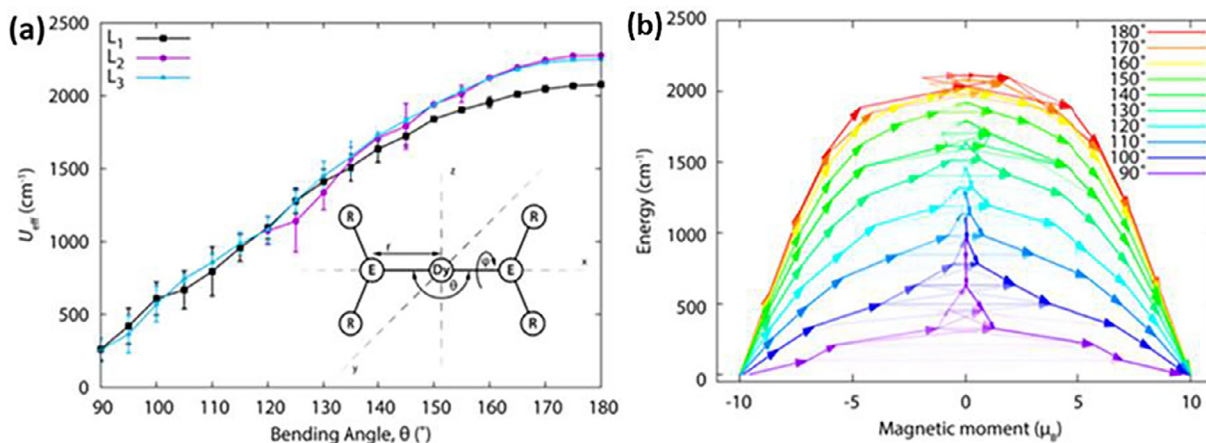 (a)
2500
2000
1500
1000
500
0
U eff (cm⁻¹)
L₁
L₂
L₃
z
R
R
r
E
Dy
φ
E
x
θ
R
R
y
90 100 110 120 130 140 150 160 170 180
Bending Angle, θ (°)
(b)
2500
2000
1500
1000
500
0
Energy (cm⁻¹)
180°
170°
160°
150°
140°
130°
120°
110°
100°
90°
-10 -5 0 5 10
Magnetic moment (μB)